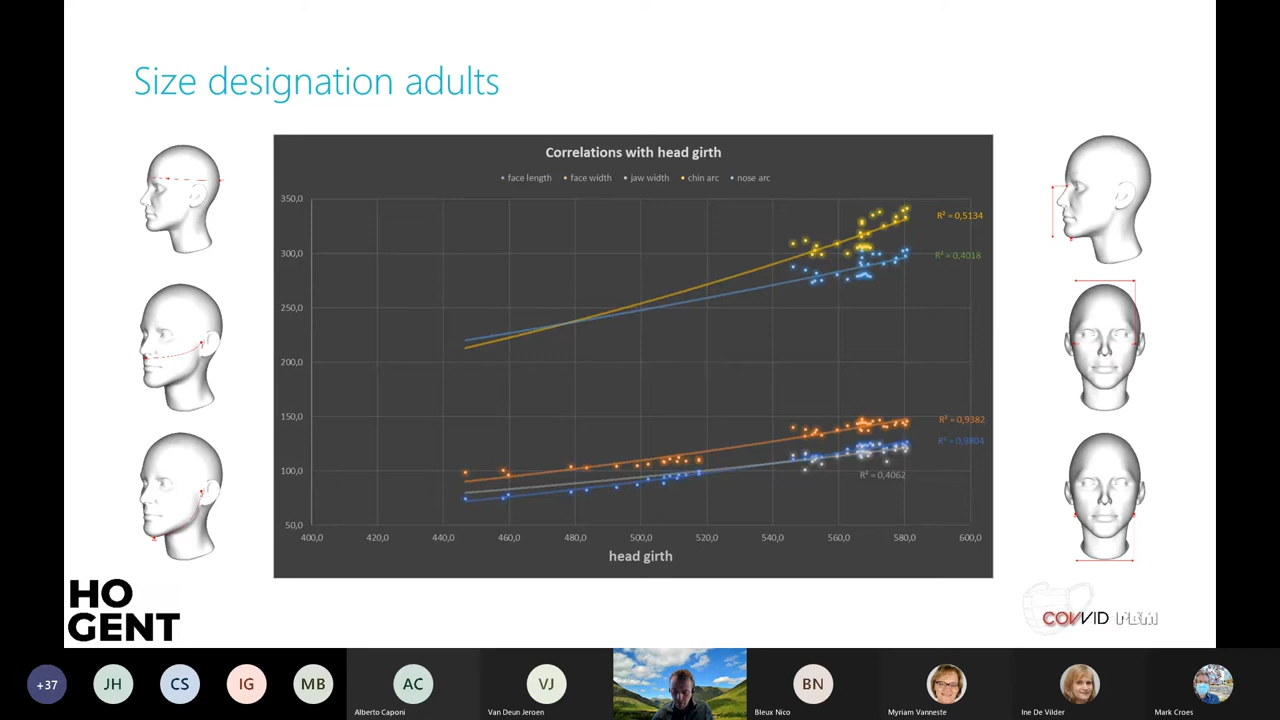 Size designation adults
Correlations with head girth
face length face width jaw width chin arc nose arc
350,0
300,0
250,0
200,0
150,0
100,0
50,0
R² = 0,5134
R² = 0,4018
R² = 0,9382
R² = 0,9804
R² = 0,4062
400,0 420,0 440,0 460,0 480,0 500,0 520,0 540,0 560,0 580,0 600,0
head girth
HO
GENT
COVVID PBM
+37 JH CS IG MB AC VJ BN
Alberto Caponi Van Deun Jeroen Bleux Nico Myriam Vanneste Ine De Vilder Mark Croes